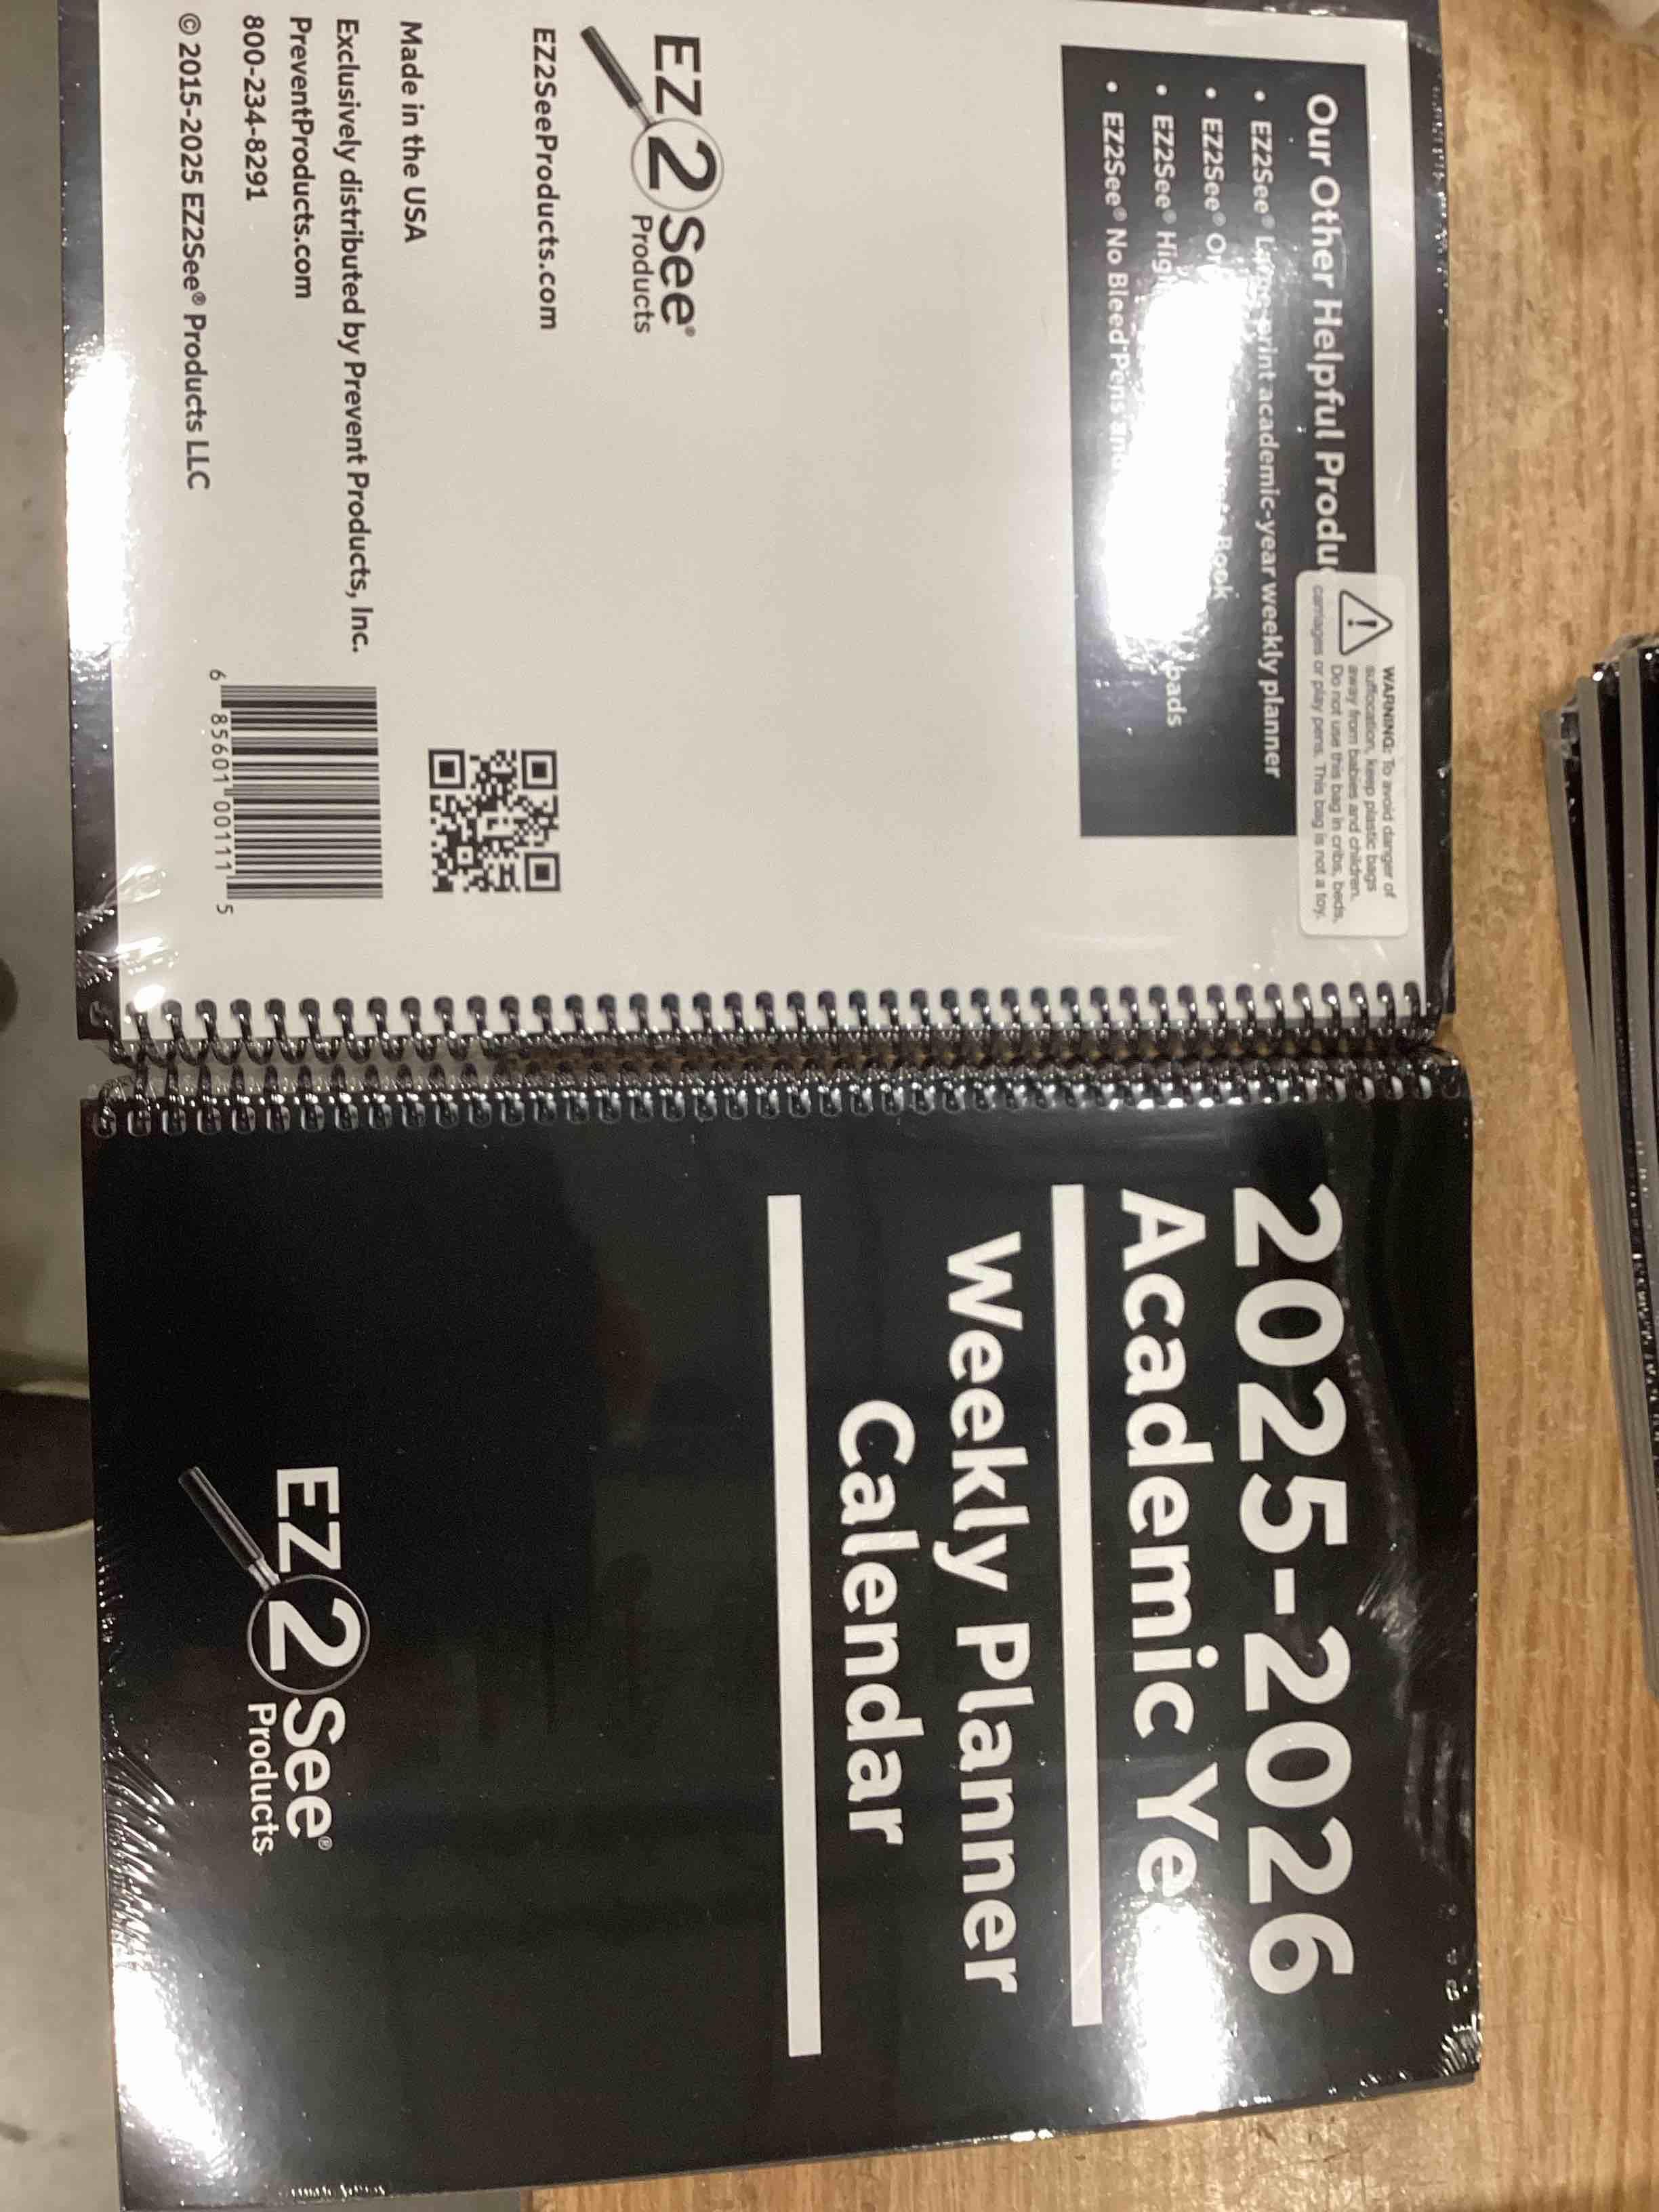 Our Other Helpful Produ
• EZ2See® Large print academic-year weekly planner
• EZ2See® Book
• EZ2See® pads
• EZ2See® No Bleed Pens and
WARNING: To avoid danger of
suffocation, keep plastic bags
away from babies and children.
Do not use this bag in cribs, beds,
carriages or play pens. This bag is not a toy.
EZ2See®
Products
EZ2SeeProducts.com
Made in the USA
Exclusively distributed by Prevent Products, Inc.
PreventProducts.com
800-234-8291
© 2015-2025 EZ2See® Products LLC
6 85601 00111 5
2025-2026
Academic Ye
Weekly Planner
Calendar
EZ2See®
Products